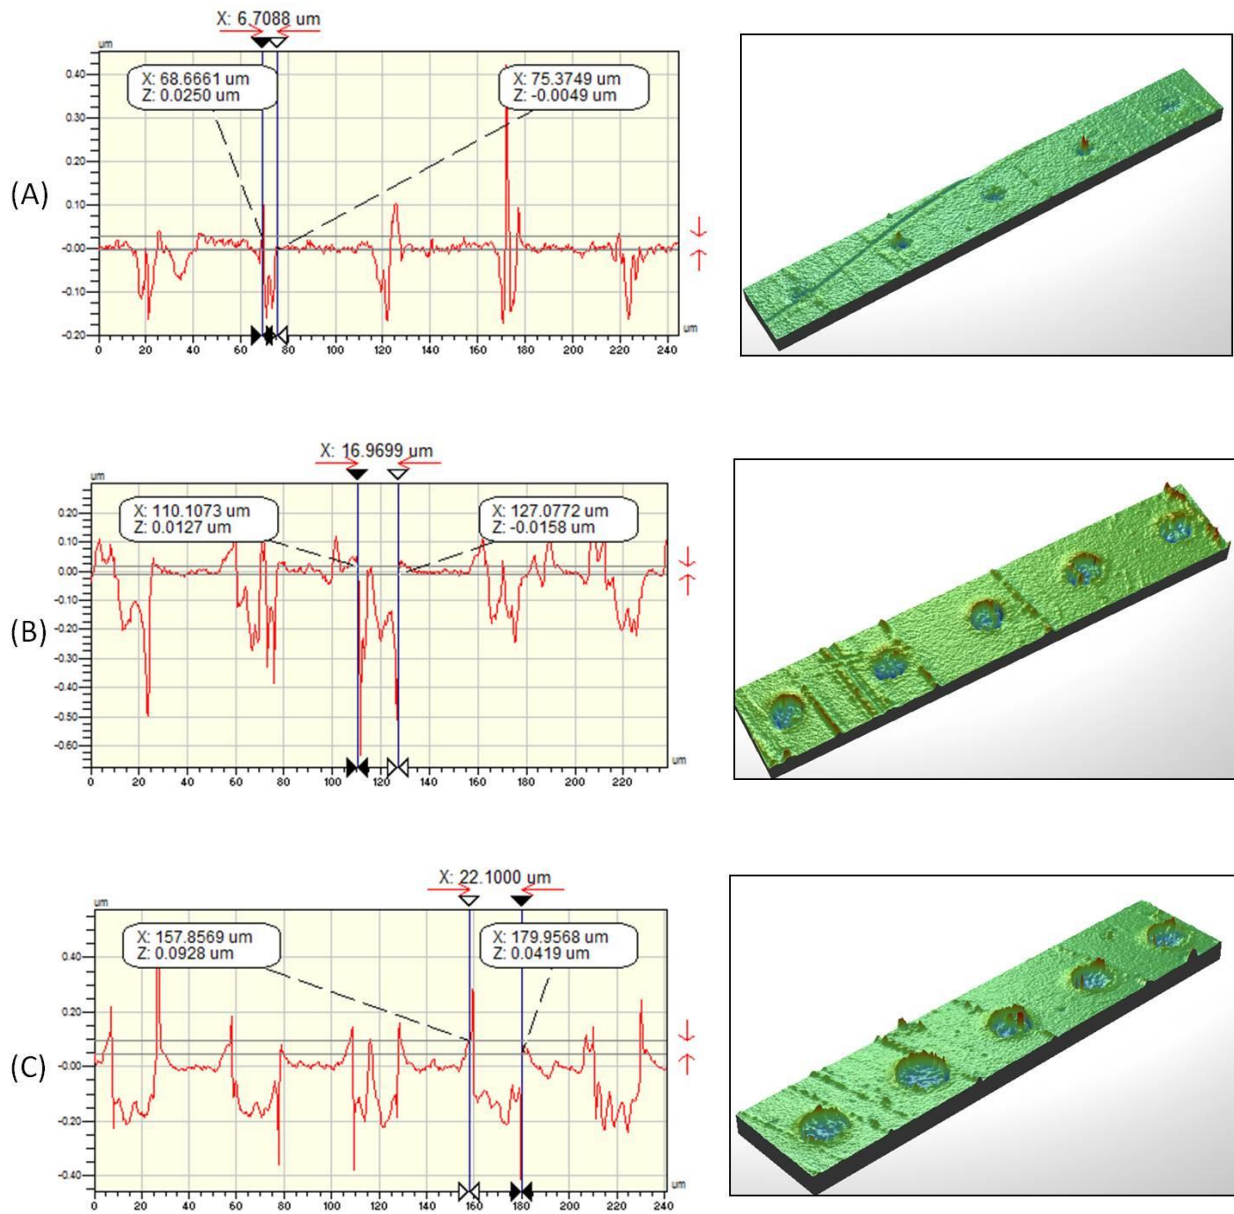 X: 6.7088 um
um
X: 68.6661 um
Z: 0.0250 um
X: 75.3749 um
Z: -0.0049 um
0.40
0.30
0.20
(A)
0.10
-0.00
-0.10
-0.20
um
0 20 40 60 80 100 120 140 160 180 200 220 240
X: 16.9699 um
um
X: 110.1073 um
Z: 0.0127 um
X: 127.0772 um
Z: -0.0158 um
0.20
0.10
0.00
-0.10
-0.20
(B)
-0.30
-0.40
-0.50
-0.60
um
0 20 40 60 80 100 120 140 160 180 200 220
X: 22.1000 um
um
X: 157.8569 um
Z: 0.0928 um
X: 179.9568 um
Z: 0.0419 um
0.40
0.20
-0.00
(C)
-0.20
-0.40
um
0 20 40 60 80 100 120 140 160 180 200 220 240